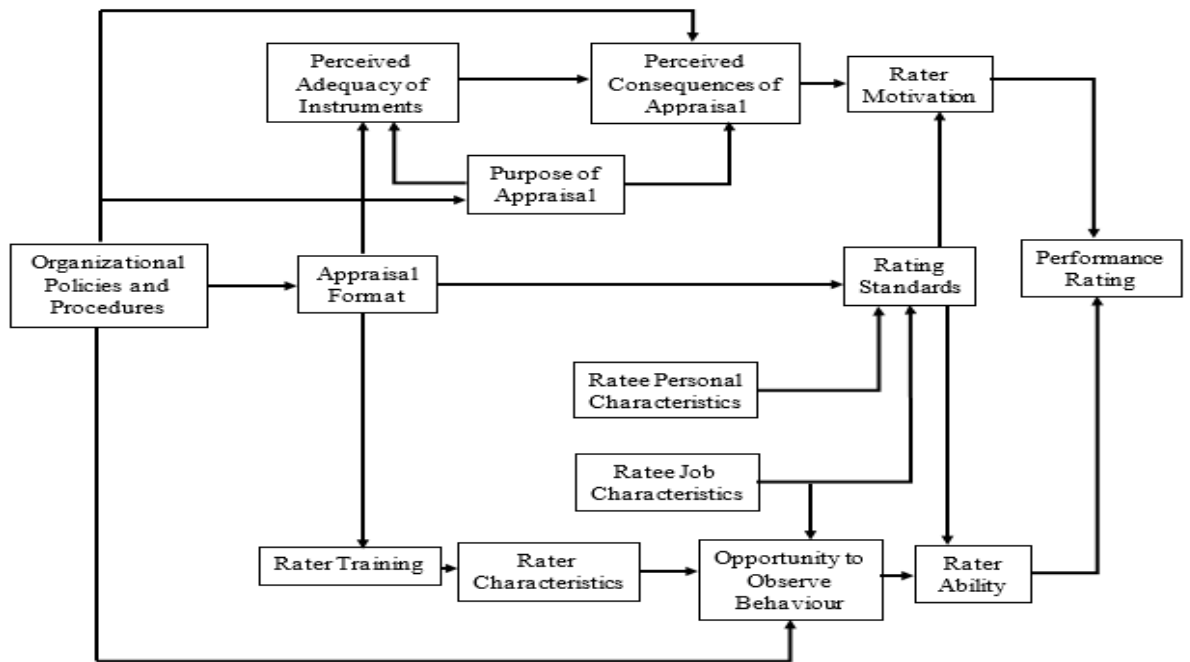 Perceived
Adequacy of
Instruments
Perceived
Consequences of
Appraisal
Rater
Motivation
Purpose of
Appraisal
Organizational
Policies and
Procedures
Appraisal
Format
Rating
Standards
Performance
Rating
Ratee Personal
Characteristics
Ratee Job
Characteristics
Rater Training
Rater
Characteristics
Opportunity to
Observe
Behaviour
Rater
Ability